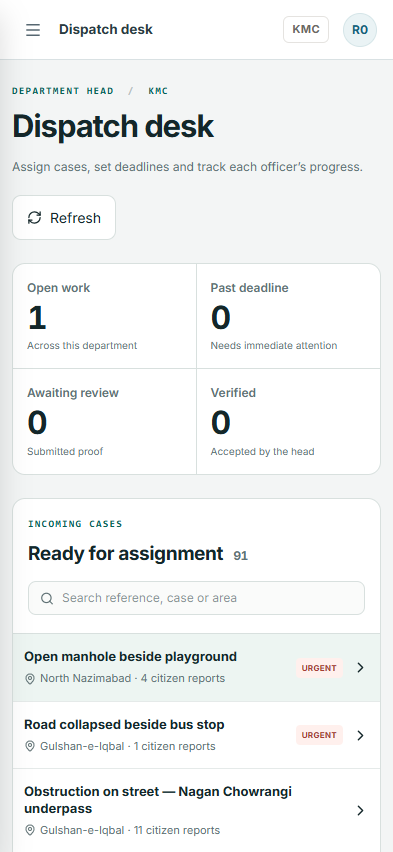 Dispatch desk KMC R0
DEPARTMENT HEAD / KMC
Dispatch desk
Assign cases, set deadlines and track each officer's progress.
Refresh
Open work
1
Across this department
Past deadline
0
Needs immediate attention
Awaiting review
0
Submitted proof
Verified
0
Accepted by the head
INCOMING CASES
Ready for assignment 91
Search reference, case or area
Open manhole beside playground
North Nazimabad · 4 citizen reports
URGENT
Road collapsed beside bus stop
Gulshan-e-Iqbal · 1 citizen reports
URGENT
Obstruction on street — Nagan Chowrangi
underpass
Gulshan-e-Iqbal · 11 citizen reports